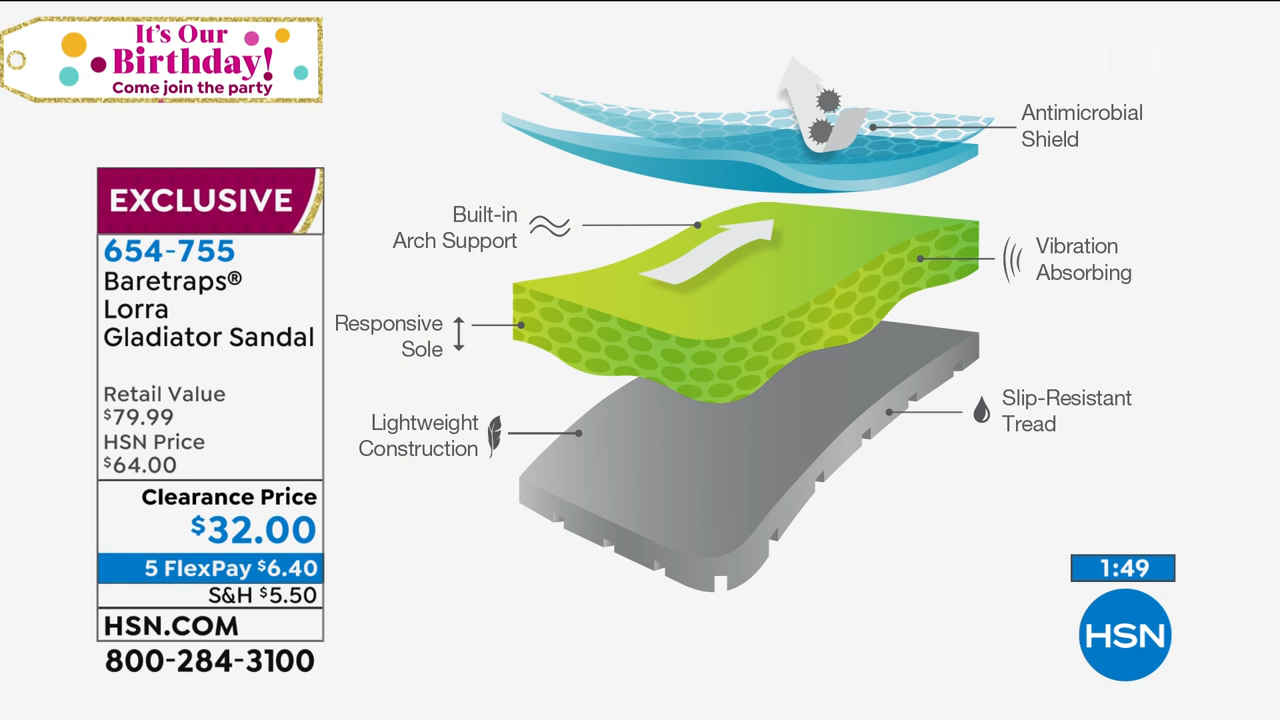 It's Our
Birthday!
Come join the party
LIVE
EXCLUSIVE
654-755
Baretraps®
Lorra
Gladiator Sandal
Retail Value
$79.99
HSN Price
$64.00
Clearance Price
$32.00
5 FlexPay $6.40
S&H $5.50
HSN.COM
800-284-3100
Antimicrobial
Shield
Built-in
Arch Support
Vibration
Absorbing
Responsive
Sole
Lightweight
Construction
Slip-Resistant
Tread
1:49
HSN